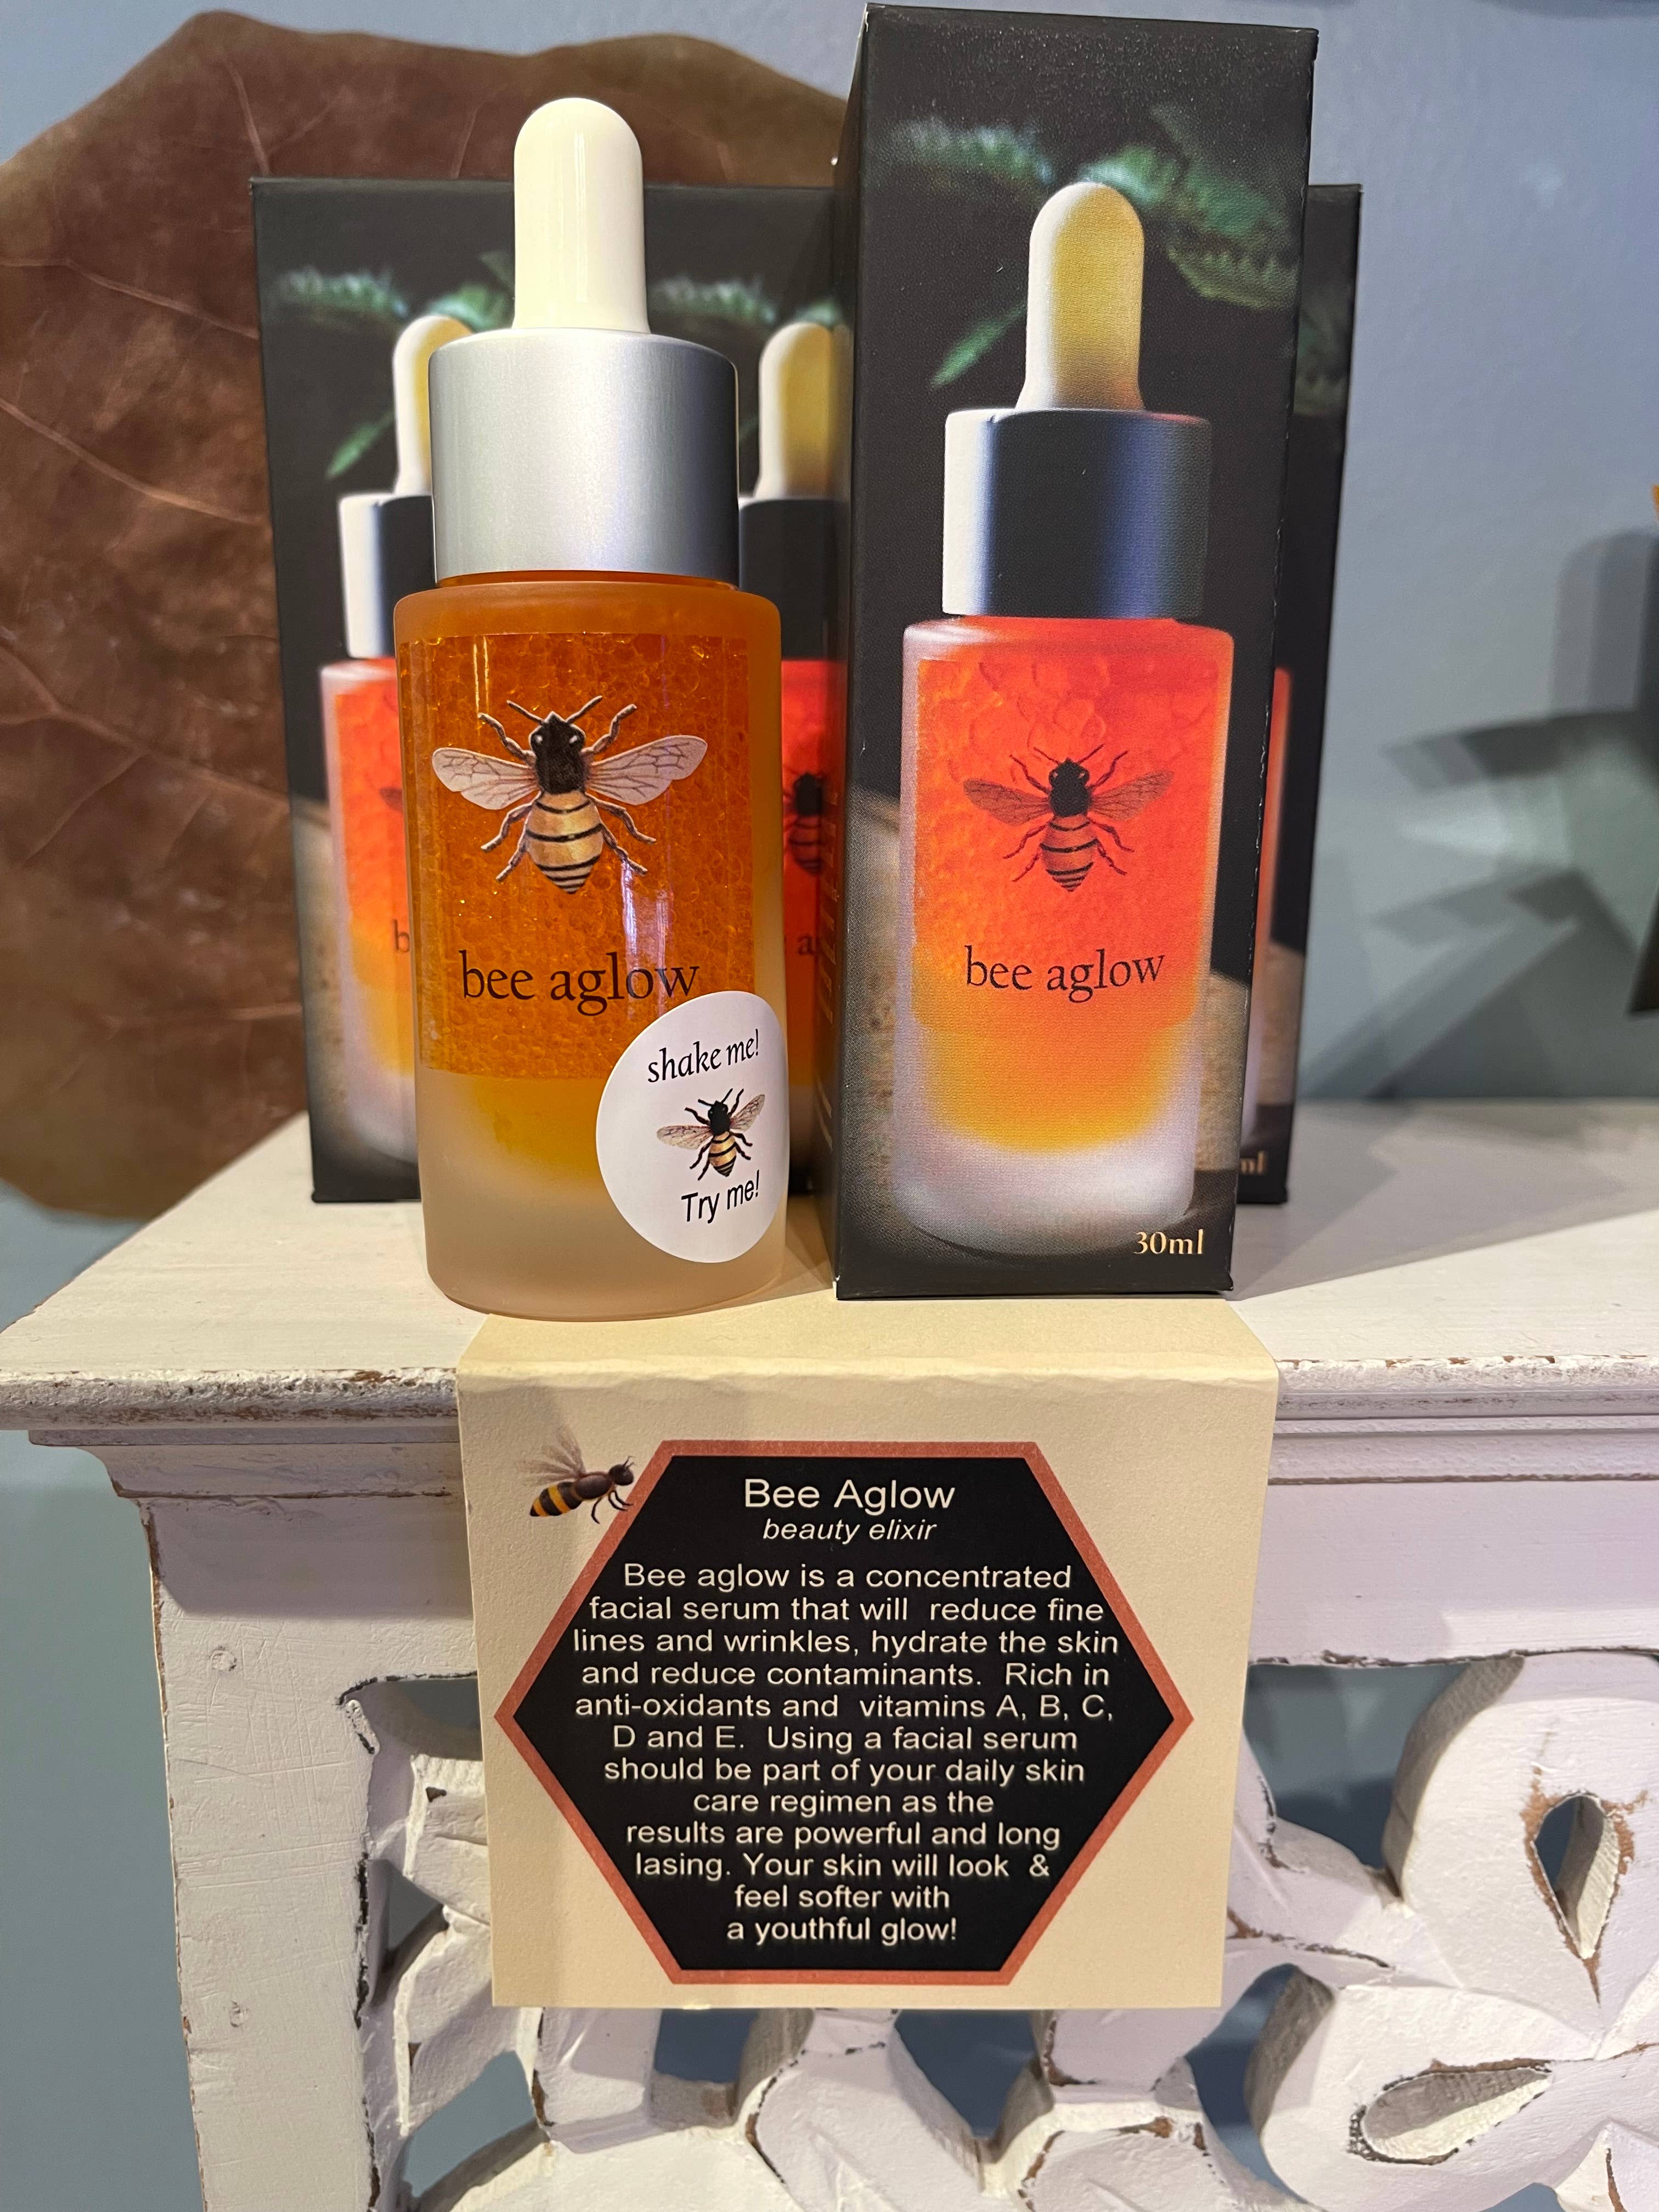 bee aglow
shake me!
Try me!
bee aglow
30ml
ml
Bee Aglow
beauty elixir
Bee aglow is a concentrated
facial serum that will reduce fine
lines and wrinkles, hydrate the skin
and reduce contaminants. Rich in
anti-oxidants and vitamins A, B, C,
D and E. Using a facial serum
should be part of your daily skin
care regimen as the
results are powerful and long
lasing. Your skin will look &
feel softer with
a youthful glow!